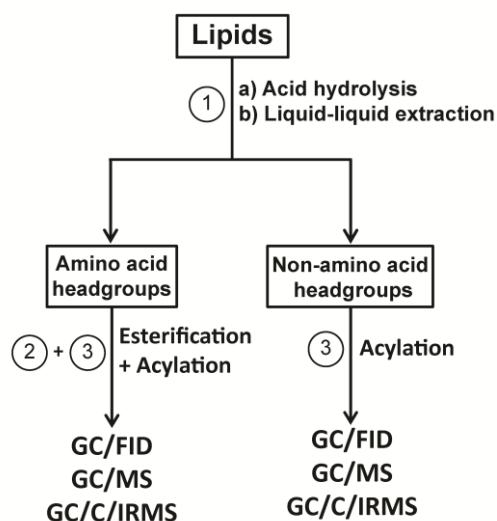 Lipids
1
a) Acid hydrolysis
b) Liquid-liquid extraction
Amino acid
headgroups
Non-amino acid
headgroups
2 + 3
Esterification
+ Acylation
3
Acylation
GC/FID
GC/MS
GC/C/IRMS
GC/FID
GC/MS
GC/C/IRMS